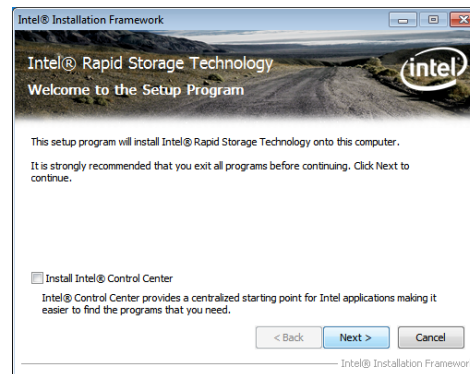 Intel® Installation Framework
Intel® Rapid Storage Technology
Welcome to the Setup Program
intel
This setup program will install Intel® Rapid Storage Technology onto this computer.
It is strongly recommended that you exit all programs before continuing. Click Next to
continue.
Install Intel® Control Center
Intel® Control Center provides a centralized starting point for Intel applications making it
easier to find the programs that you need.
< Back Next > Cancel
Intel® Installation Framewor